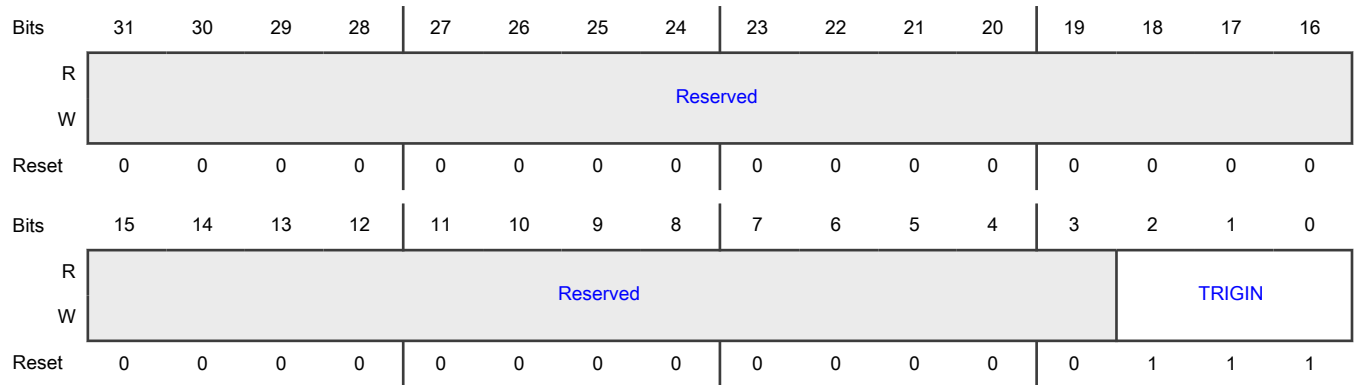 Bits 31 30 29 28 27 26 25 24 23 22 21 20 19 18 17 16
R
Reserved
W
Reset 0 0 0 0 0 0 0 0 0 0 0 0 0 0 0 0
Bits 15 14 13 12 11 10 9 8 7 6 5 4 3 2 1 0
R
Reserved TRIGIN
W
Reset 0 0 0 0 0 0 0 0 0 0 0 0 0 1 1 1